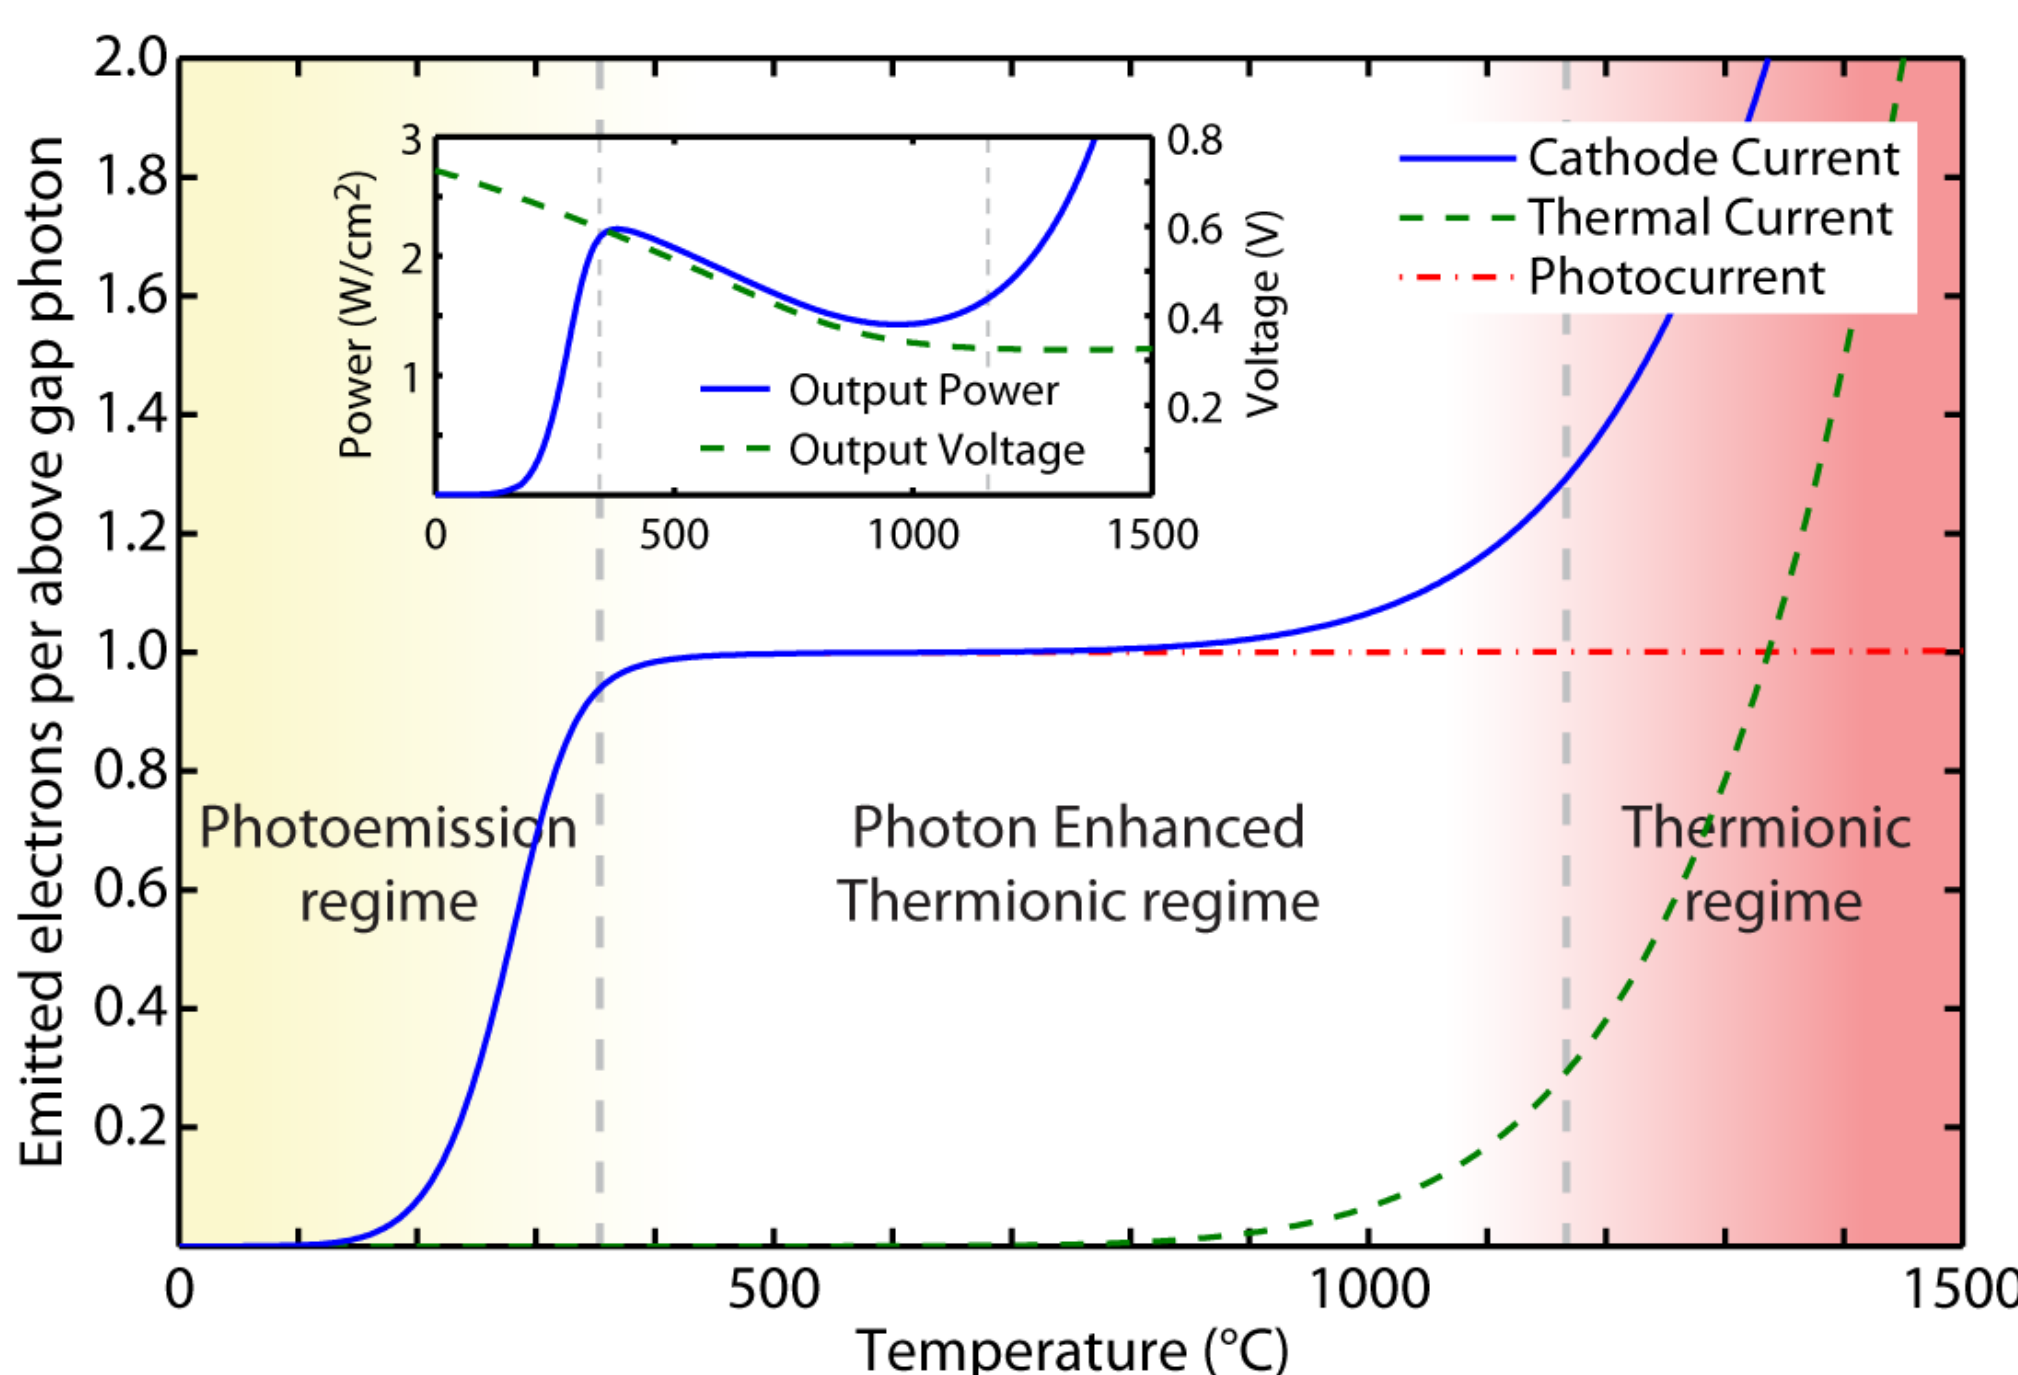 Emitted electrons per above gap photon
2.0
1.8
1.6
1.4
1.2
1.0
0.8
0.6
0.4
0.2
0
500
1000
1500
Temperature (°C)
Cathode Current
Thermal Current
Photocurrent
Power (W/cm²)
3
2
1
0.8
0.6
0.4
0.2
Voltage (V)
Output Power
Output Voltage
0
500
1000
1500
Photoemission
regime
Photon Enhanced
Thermionic regime
Thermionic
regime